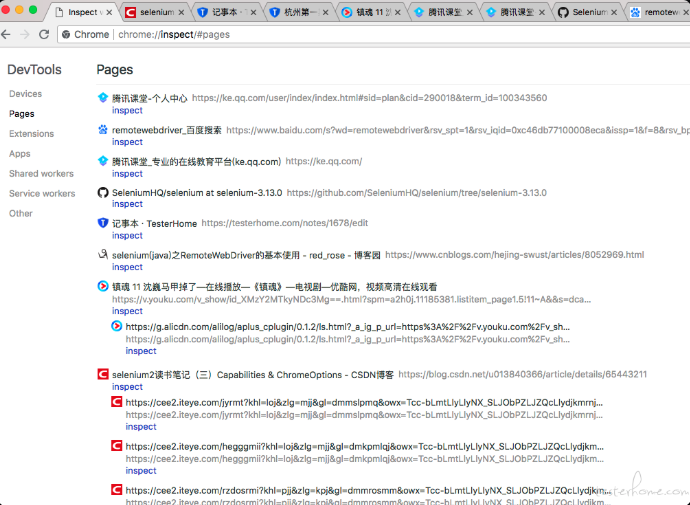 Inspect w
selenium
记事本 ·
杭州第一
镇魂 11 沈
腾讯课堂
腾讯课堂
Selenium
remotewe
Chrome
chrome://inspect/#pages
DevTools
Devices
Pages
Extensions
Apps
Shared workers
Service workers
Other
Pages
腾讯课堂-个人中心 https://ke.qq.com/user/index/index.html#sid=plan&cid=290018&term_id=100343560
inspect
remotewebdriver_百度搜索 https://www.baidu.com/s?wd=remotewebdriver&rsv_spt=1&rsv_iqid=0xc46db77100008eca&issp=1&f=8&rsv_bp
inspect
腾讯课堂_专业的在线教育平台(ke.qq.com) https://ke.qq.com/
inspect
SeleniumHQ/selenium at selenium-3.13.0 https://github.com/SeleniumHQ/selenium/tree/selenium-3.13.0
inspect
记事本 · TesterHome https://testerhome.com/notes/1678/edit
inspect
selenium(java)之RemoteWebDriver的基本使用 - red_rose - 博客园 https://www.cnblogs.com/hejing-swust/articles/8052969.html
inspect
镇魂 11 沈巍马甲掉了—在线播放—《镇魂》—电视剧—优酷网，视频高清在线观看
https://v.youku.com/v_show/id_XMzY2MTkyNDc3Mg==.html?spm=a2h0j.11185381.listitem_page1.5!11~A&&s=dca...
inspect
https://g.alicdn.com/alilog/aplus_cplugin/0.1.2/ls.html?_a_ig_p_url=https%3A%2F%2Fv.youku.com%2Fv_sh...
https://g.alicdn.com/alilog/aplus_cplugin/0.1.2/ls.html?_a_ig_p_url=https%3A%2F%2Fv.youku.com%2Fv_sh...
inspect
selenium2读书笔记（三）Capabilities & ChromeOptions - CSDN博客 https://blog.csdn.net/u013840366/article/details/65443211
inspect
https://cee2.iteye.com/jyrmt?khl=loj&zlg=mjj&gl=dmmslpmq&owx=Tcc-bLmtLlyLlyNX_SLJObPZLJZQcLlydjkmrnj...
https://cee2.iteye.com/jyrmt?khl=loj&zlg=mjj&gl=dmmslpmq&owx=Tcc-bLmtLlyLlyNX_SLJObPZLJZQcLlydjkmrnj...
inspect
https://cee2.iteye.com/hegggmii?khl=loj&zlg=mjj&gl=dmkpmlqj&owx=Tcc-bLmtLlyLlyNX_SLJObPZLJZQcLlydjkm...
https://cee2.iteye.com/hegggmii?khl=loj&zlg=mjj&gl=dmkpmlqj&owx=Tcc-bLmtLlyLlyNX_SLJObPZLJZQcLlydjkm...
inspect
https://cee2.iteye.com/rzdosrmi?khl=pjj&zlg=kpj&gl=dmmrosmm&owx=Tcc-bLmtLlyLlyNX_SLJObPZLJZQcLlydjkm...
testerhome.com